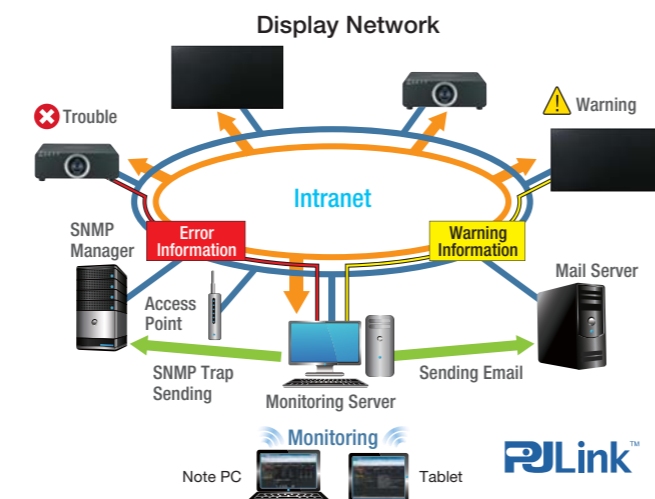 Display Network
Trouble
Warning
Intranet
SNMP
Manager
Error
Information
Warning
Information
Mail Server
Access
Point
SNMP Trap
Sending
Sending Email
Monitoring Server
Monitoring
Note PC
Tablet
PJLink™